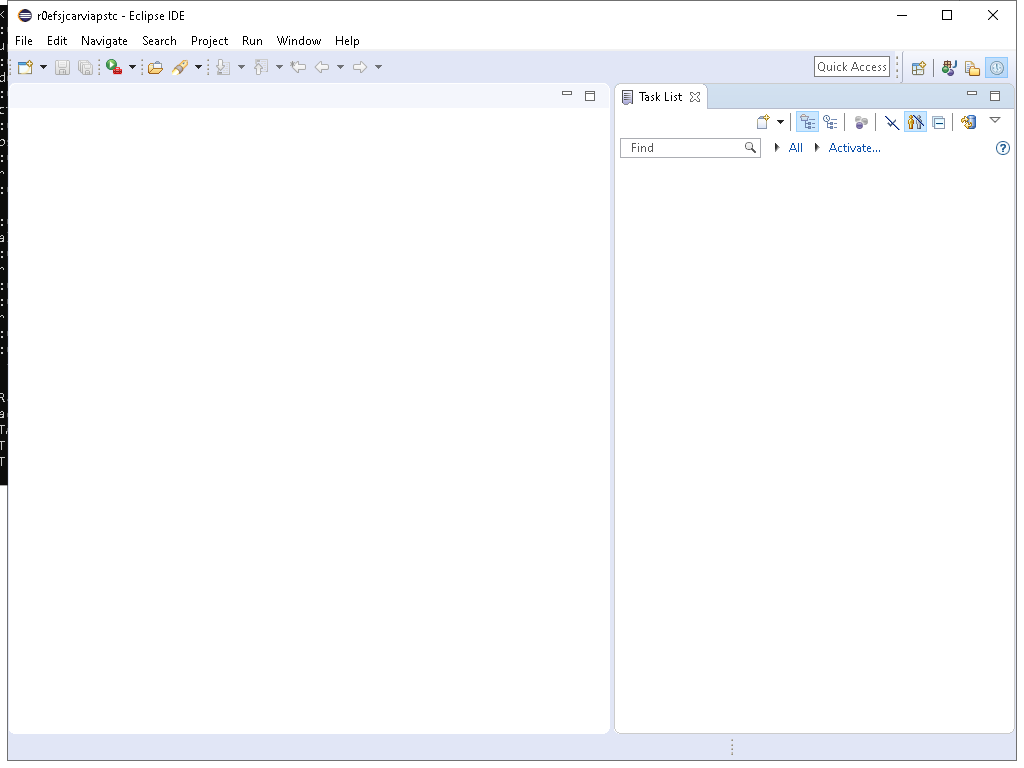 r0efsjcarviapstc - Eclipse IDE
File Edit Navigate Search Project Run Window Help
Quick Access
Task List
Find All Activate...